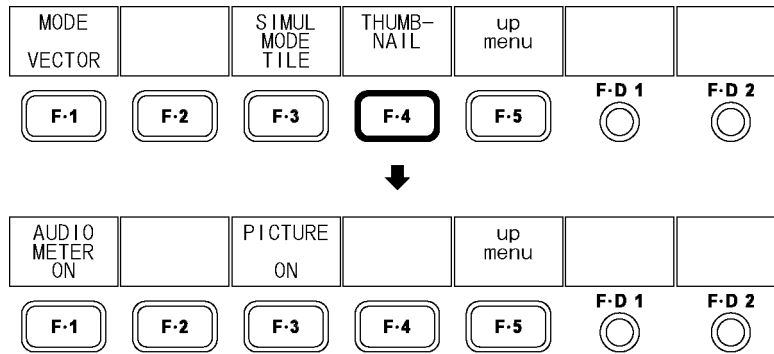 MODE
VECTOR
SIMUL
MODE
TILE
THUMB-
NAIL
up
menu
F·1
F·2
F·3
F·4
F·5
F·D 1
F·D 2
AUDIO
METER
ON
PICTURE
ON
up
menu
F·1
F·2
F·3
F·4
F·5
F·D 1
F·D 2